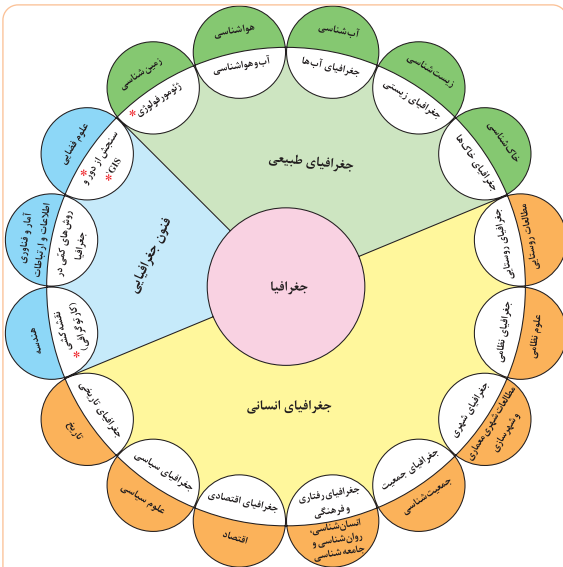 جغرافیا
جغرافیای طبیعی
خاک‌شناسی
جغرافیای خاک‌ها
زیست‌شناسی
جغرافیای زیستی
آب‌شناسی
جغرافیای آب‌ها
هواشناسی
آب‌وهواشناسی
زمین‌شناسی
ژئومورفولوژی*
فنون جغرافیایی
علوم فضایی
سنجش از دور و*
GIS*
آمار و فناوری
اطلاعات و ارتباطات
روش‌های کمّی در
جغرافیا
هندسه
نقشه‌کشی
(کارتوگرافی)*
جغرافیای انسانی
تاریخ
جغرافیای تاریخی
علوم سیاسی
جغرافیای سیاسی
اقتصاد
جغرافیای اقتصادی
جغرافیای رفتاری
و فرهنگی
انسان‌شناسی،
روان‌شناسی و
جامعه‌شناسی
جمعیت‌شناسی
جغرافیای جمعیت
مطالعات شهری معماری
و شهرسازی
جغرافیای شهری
علوم نظامی
جغرافیای نظامی
مطالعات روستایی
جغرافیای روستایی